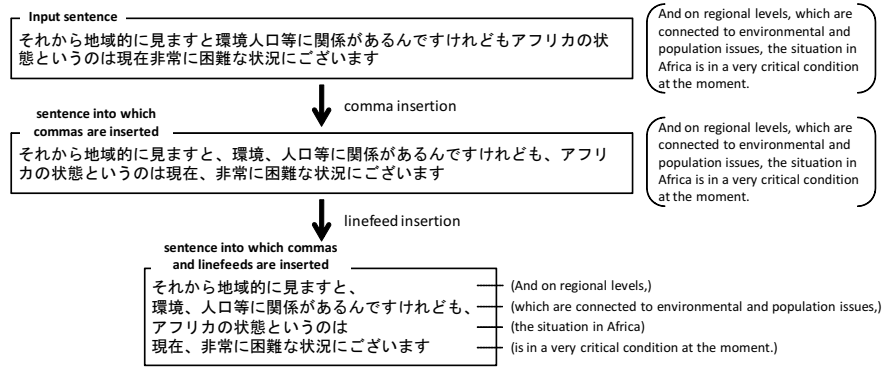 Input sentence
それから地域的に見ますと環境人口等に関係があるんですけれどもアフリカの状
態というのは現在非常に困難な状況にございます
And on regional levels, which are
connected to environmental and
population issues, the situation in
Africa is in a very critical condition
at the moment.
comma insertion
sentence into which
commas are inserted
それから地域的に見ますと、環境、人口等に関係があるんですけれども、アフリ
カの状態というのは現在、非常に困難な状況にございます
And on regional levels, which are
connected to environmental and
population issues, the situation in
Africa is in a very critical condition
at the moment.
linefeed insertion
sentence into which commas
and linefeeds are inserted
それから地域的に見ますと、
(And on regional levels,)
環境、人口等に関係があるんですけれども、
(which are connected to environmental and population issues,)
アフリカの状態というのは
(the situation in Africa)
現在、非常に困難な状況にございます
(is in a very critical condition at the moment.)